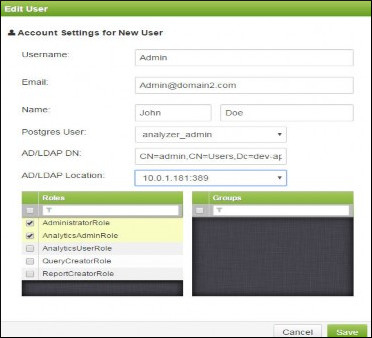 Edit User
Account Settings for New User
Username: Admin
Email: Admin@domain2.com
Name: John Doe
Postgres User: analyzer_admin
AD/LDAP DN: CN=admin,CN=Users,Dc=dev-ap
AD/LDAP Location: 10.0.1.181:389
Roles Groups
AdministratorRole
AnalyticsAdminRole
AnalyticsUserRole
QueryCreatorRole
ReportCreatorRole
Cancel Save